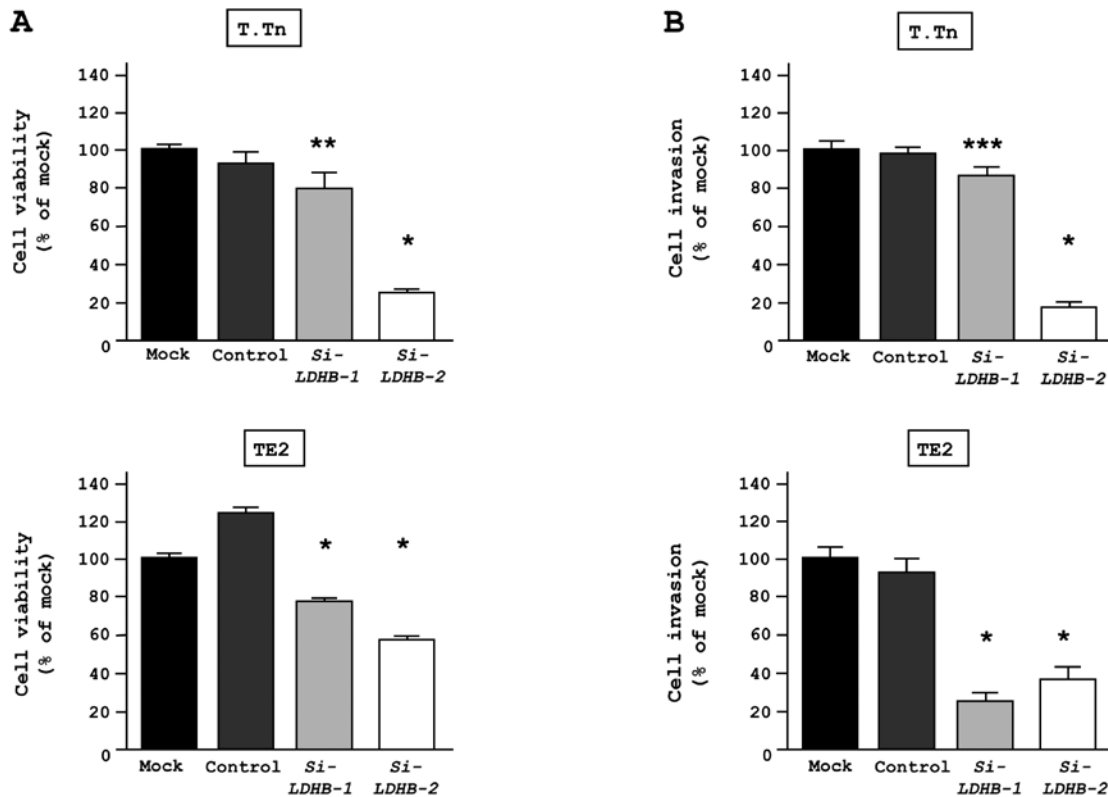 A
T.Tn
Cell viability
(% of mock)
140
120
100
80
60
40
20
0
**
*
Mock Control Si- Si-
LDHB-1 LDHB-2
B
T.Tn
Cell invasion
(% of mock)
140
120
100
80
60
40
20
0
***
*
Mock Control Si- Si-
LDHB-1 LDHB-2
TE2
Cell viability
(% of mock)
140
120
100
80
60
40
20
0
* *
Mock Control Si- Si-
LDHB-1 LDHB-2
TE2
Cell invasion
(% of mock)
140
120
100
80
60
40
20
0
* *
Mock Control Si- Si-
LDHB-1 LDHB-2